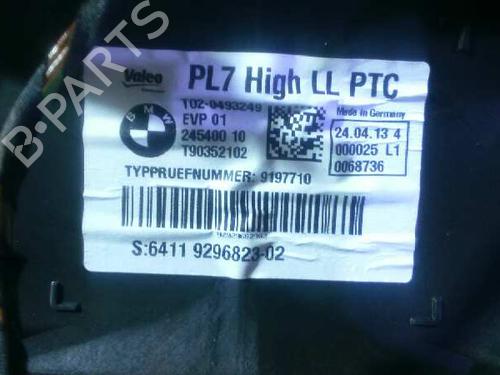 Valeo PL7 High LL PTC
T02-0493249
EVP 01
245400 10
T90352102
BMW
Made in Germany
24.04.13 4
000025 L1
0068736
TYPPRUEFNUMMER: 9197710
S:6411 9296823-02
B-PARTS